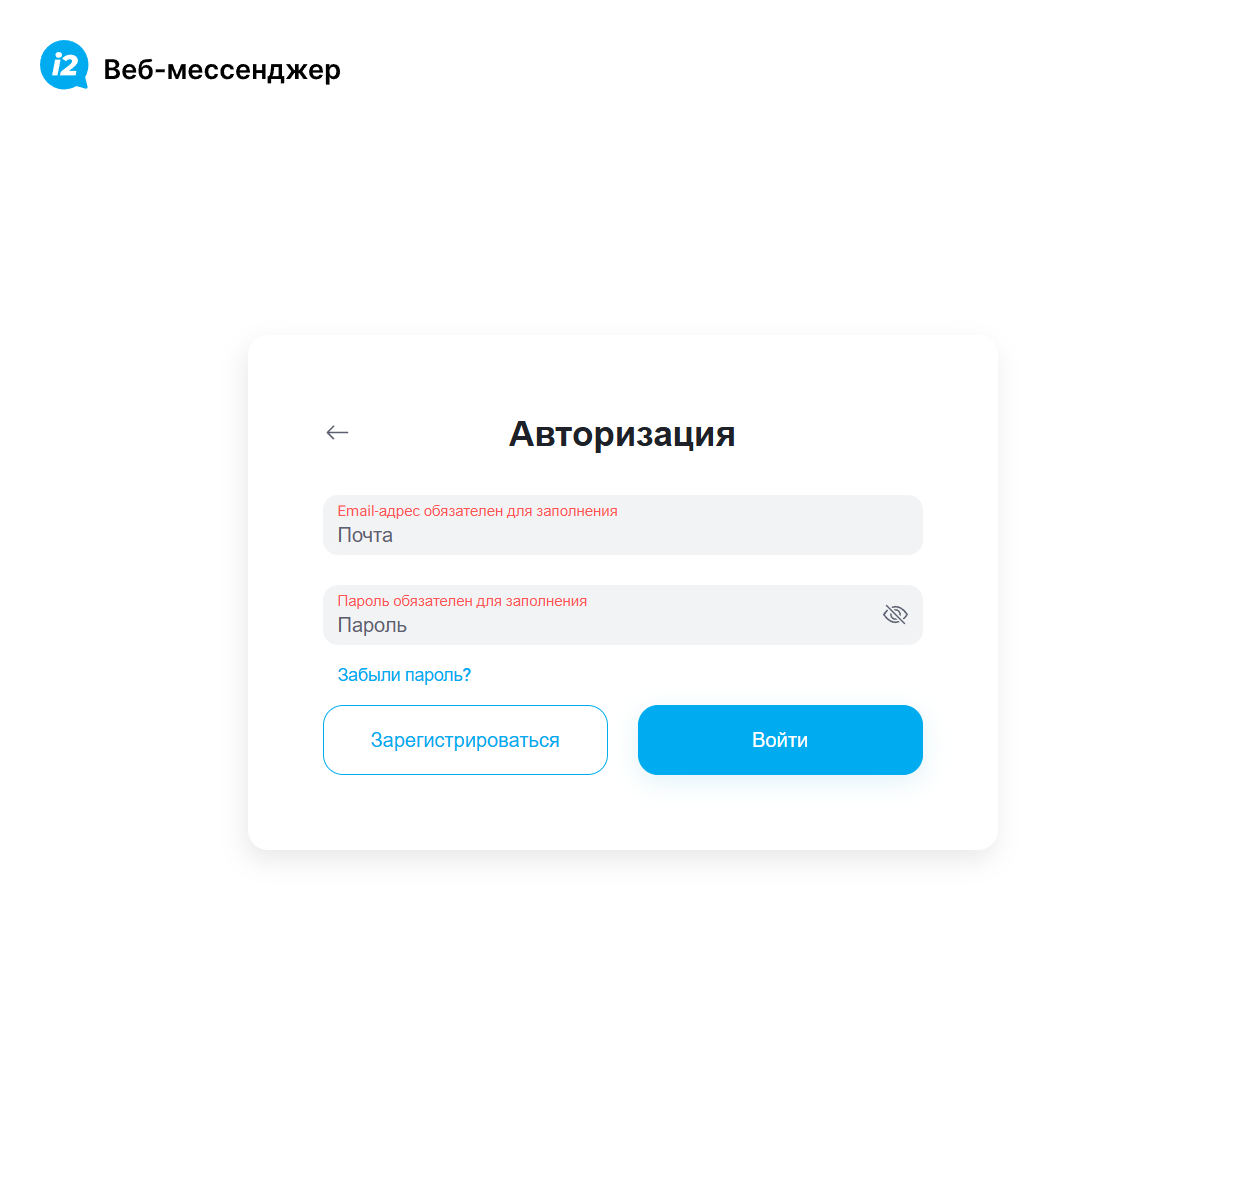 i2
Веб-мессенджер
Авторизация
Email-адрес обязателен для заполнения
Почта
Пароль обязателен для заполнения
Пароль
Забыли пароль?
Зарегистрироваться
Войти